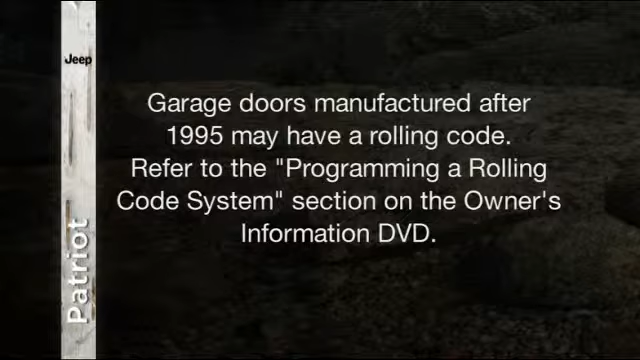 Jeep
Patriot
Garage doors manufactured after
1995 may have a rolling code.
Refer to the "Programming a Rolling
Code System" section on the Owner's
Information DVD.